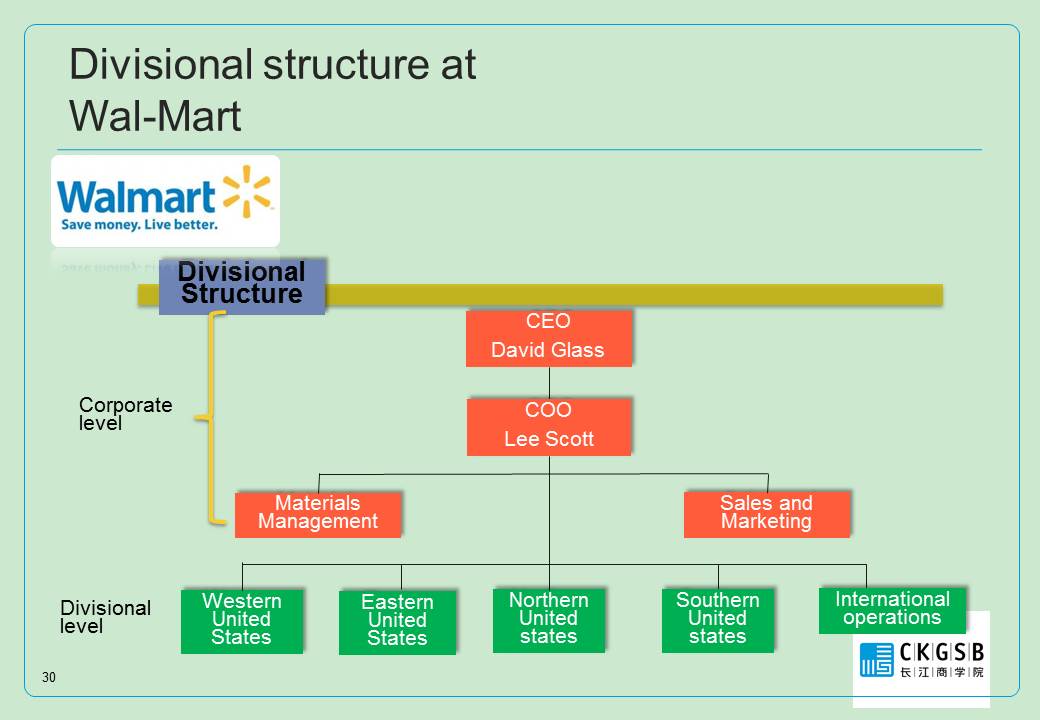 Divisional structure at
Wal-Mart
Walmart
Save money. Live better.
Divisional
Structure
CEO
David Glass
Corporate
level
COO
Lee Scott
Materials
Management
Sales and
Marketing
Divisional
level
Western
United
States
Eastern
United
States
Northern
United
states
Southern
United
states
International
operations
CKGSB
长江商学院
30